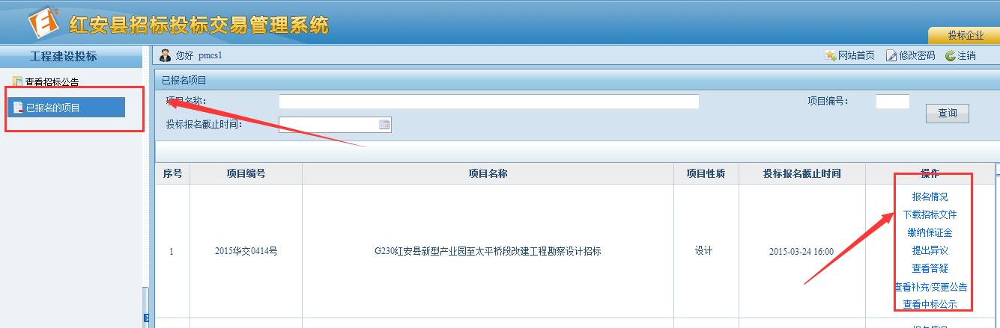 红安县招标投标交易管理系统
投标企业
工程建设投标
您好 pmcs1
网站首页 修改密码 注销
查看招标公告
已报名的项目
已报名项目
项目名称：
项目编号：
查询
投标报名截止时间：
序号 项目编号 项目名称 项目性质 投标报名截止时间 操作
1 2015华交0414号 G230红安县新型产业园至太平桥段改建工程勘察设计招标 设计 2015-03-24 16:00
报名情况
下载招标文件
缴纳保证金
提出异议
查看答疑
查看补充/变更公告
查看中标公示